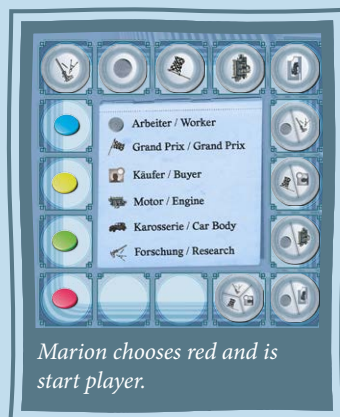 Arbeiter / Worker
Grand Prix / Grand Prix
Käufer / Buyer
Motor / Engine
Karosserie / Car Body
Forschung / Research
Marion chooses red and is
start player.